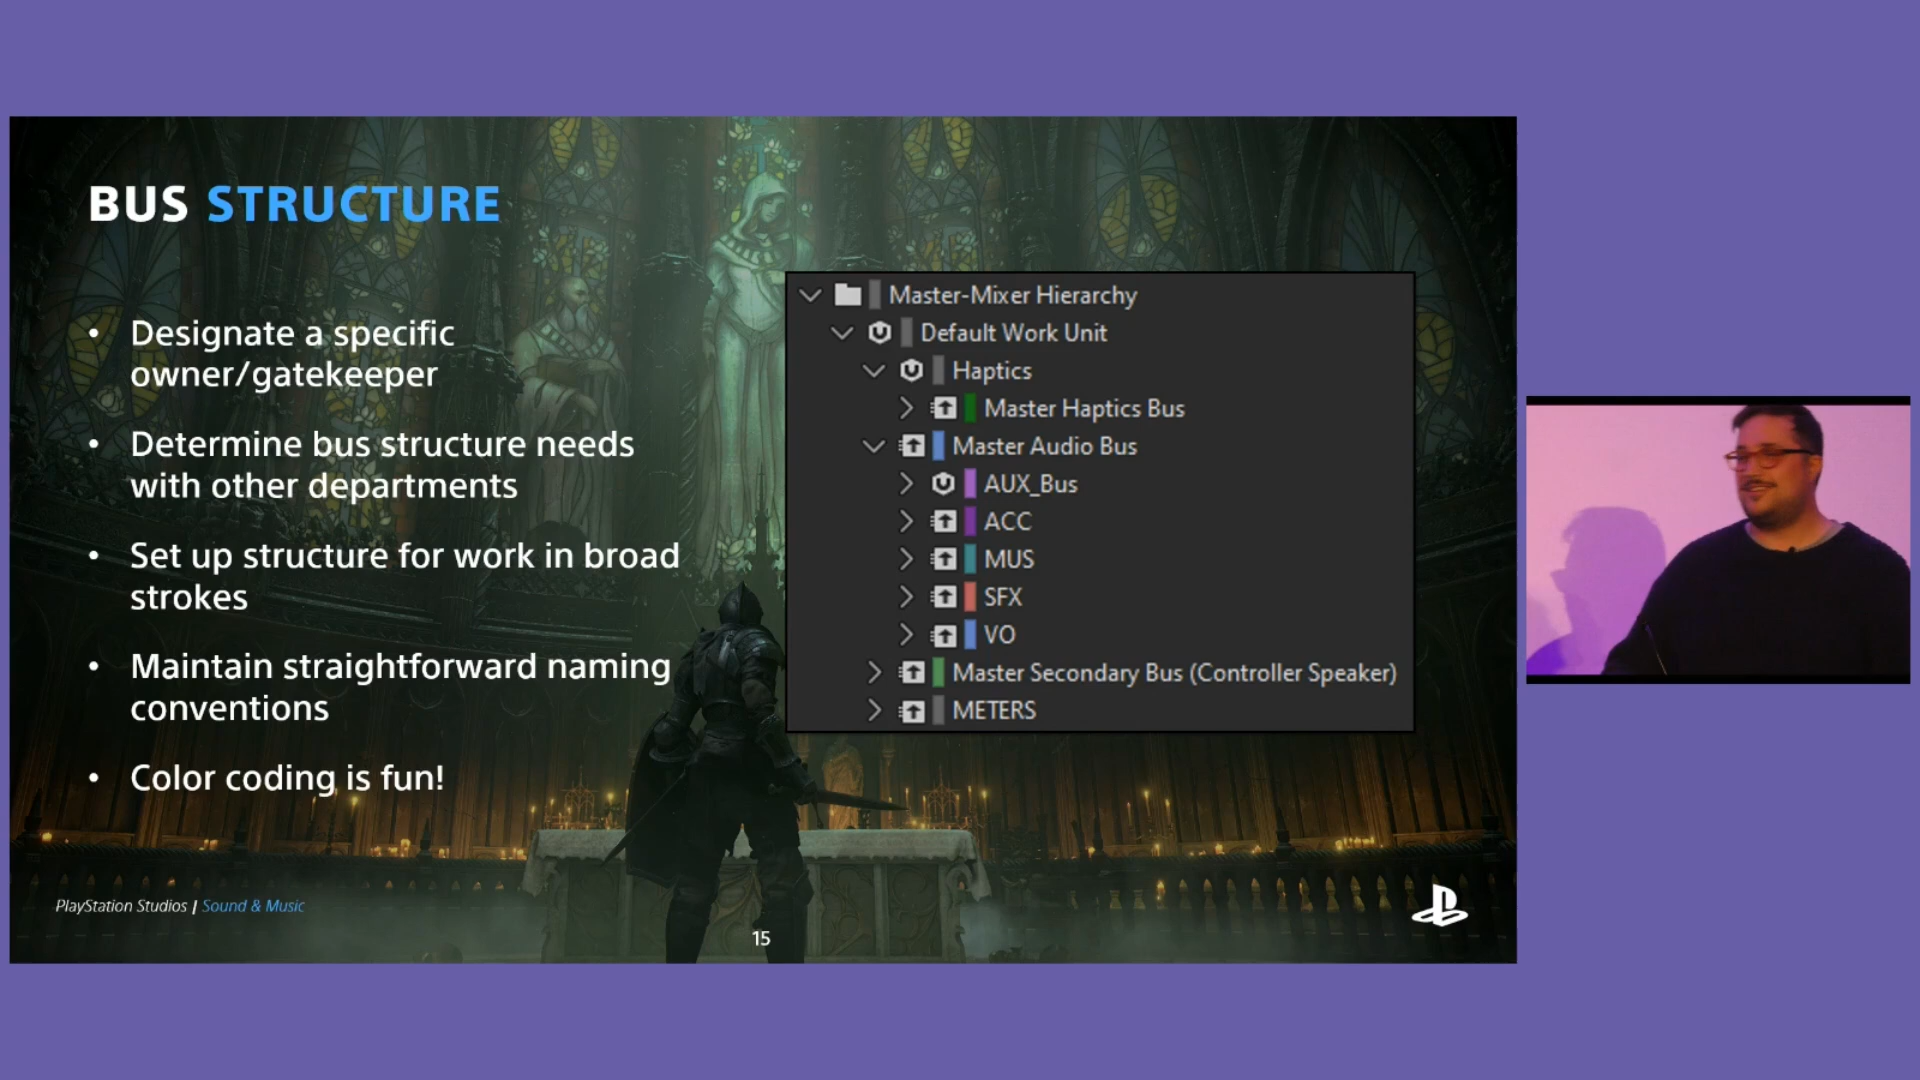 BUS STRUCTURE
• Designate a specific
owner/gatekeeper
• Determine bus structure needs
with other departments
• Set up structure for work in broad
strokes
• Maintain straightforward naming
conventions
• Color coding is fun!
Master-Mixer Hierarchy
Default Work Unit
Haptics
Master Haptics Bus
Master Audio Bus
AUX_Bus
ACC
MUS
SFX
VO
Master Secondary Bus (Controller Speaker)
METERS
PlayStation Studios | Sound & Music
15